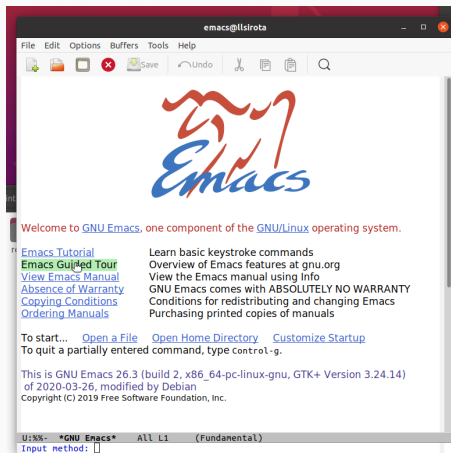 emacs@llsirota
File Edit Options Buffers Tools Help
Save Undo
Emacs
Welcome to GNU Emacs, one component of the GNU/Linux operating system.
Emacs Tutorial Learn basic keystroke commands
Emacs Guided Tour Overview of Emacs features at gnu.org
View Emacs Manual View the Emacs manual using Info
Absence of Warranty GNU Emacs comes with ABSOLUTELY NO WARRANTY
Copying Conditions Conditions for redistributing and changing Emacs
Ordering Manuals Purchasing printed copies of manuals
To start... Open a File Open Home Directory Customize Startup
To quit a partially entered command, type Control-g.
This is GNU Emacs 26.3 (build 2, x86_64-pc-linux-gnu, GTK+ Version 3.24.14)
of 2020-03-26, modified by Debian
Copyright (C) 2019 Free Software Foundation, Inc.
U:%%- *GNU Emacs* All L1 (Fundamental)
Input method: